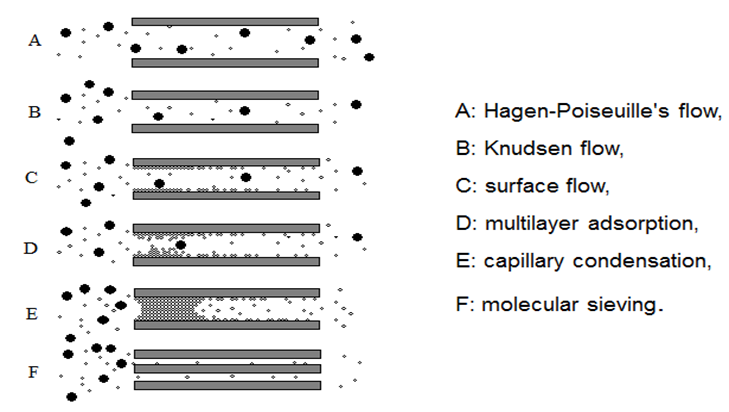 A
A: Hagen-Poiseuille's flow,
B
B: Knudsen flow,
C
C: surface flow,
D
D: multilayer adsorption,
E
E: capillary condensation,
F
F: molecular sieving.